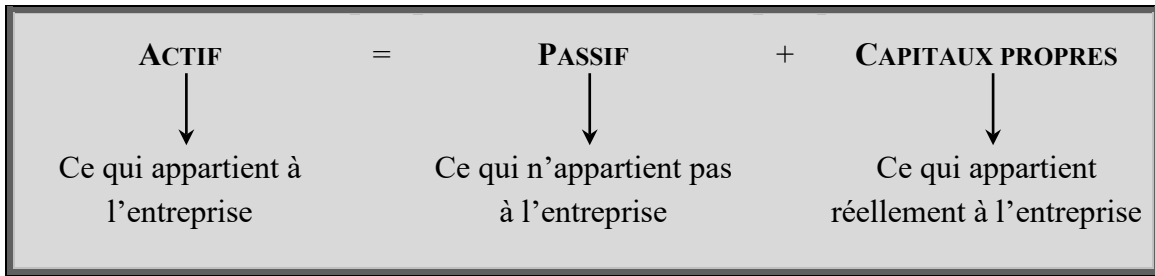 ACTIF = PASSIF + CAPITAUX PROPRES
Ce qui appartient à Ce qui n’appartient pas Ce qui appartient
l’entreprise à l’entreprise réellement à l’entreprise